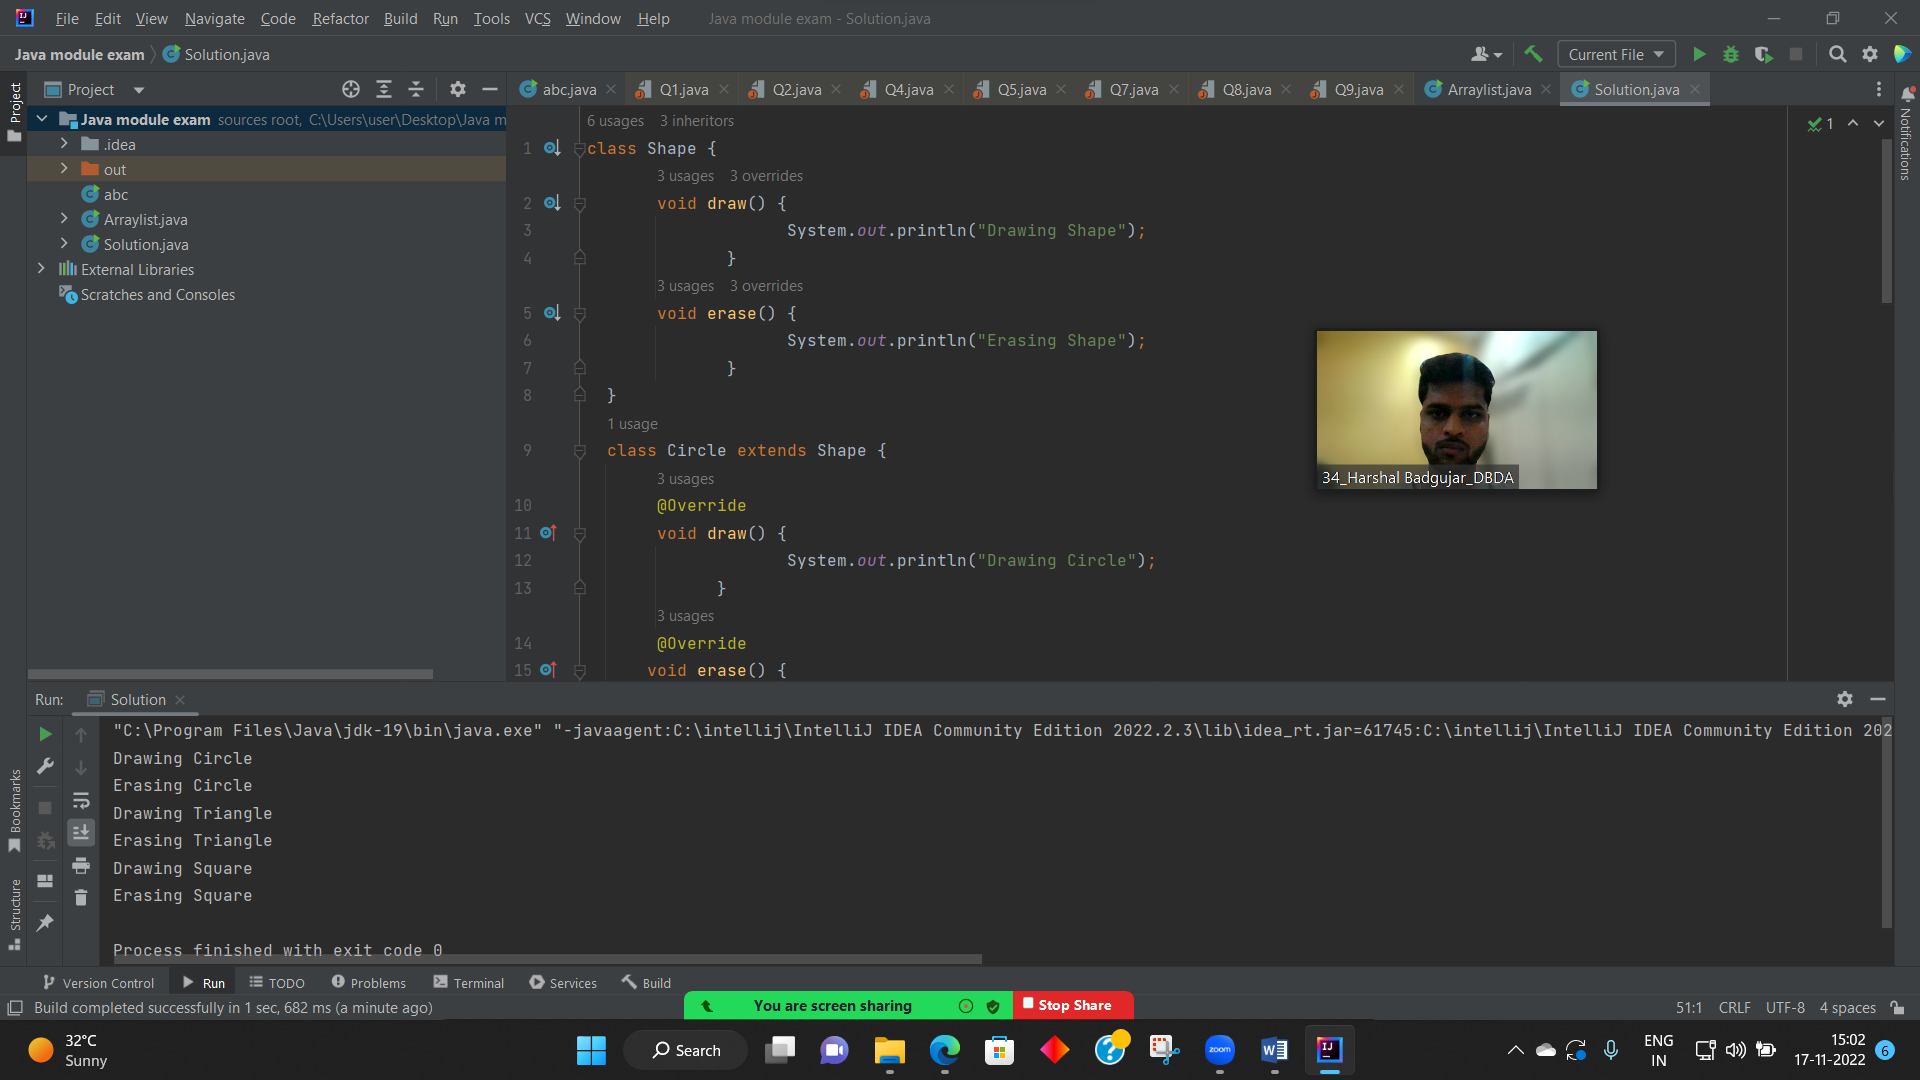 File Edit View Navigate Code Refactor Build Run Tools VCS Window Help Java module exam - Solution.java
Java module exam Solution.java Current File
Project abc.java Q1.java Q2.java Q4.java Q5.java Q7.java Q8.java Q9.java Arraylist.java Solution.java
Project
Notifications
Java module exam sources root, C:\Users\user\Desktop\Java m
.idea
out
abc
Arraylist.java
Solution.java
External Libraries
Scratches and Consoles
1
6 usages 3 inheritors
1 class Shape {
3 usages 3 overrides
2 void draw() {
3 System.out.println("Drawing Shape");
4 }
3 usages 3 overrides
5 void erase() {
6 System.out.println("Erasing Shape");
7 }
8 }
1 usage
9 class Circle extends Shape {
3 usages
10 @Override
11 void draw() {
12 System.out.println("Drawing Circle");
13 }
3 usages
14 @Override
15 void erase() {
34_Harshal Badgujar_DBDA
Run: Solution
"C:\Program Files\Java\jdk-19\bin\java.exe" "-javaagent:C:\intellij\IntelliJ IDEA Community Edition 2022.2.3\lib\idea_rt.jar=61745:C:\intellij\IntelliJ IDEA Community Edition 202
Drawing Circle
Erasing Circle
Drawing Triangle
Erasing Triangle
Drawing Square
Erasing Square
Process finished with exit code 0
Bookmarks
Structure
Version Control Run TODO Problems Terminal Services Build
Build completed successfully in 1 sec, 682 ms (a minute ago)
You are screen sharing Stop Share
51:1 CRLF UTF-8 4 spaces
32°C
Sunny
Search
zoom
ENG
IN
15:02
17-11-2022
6